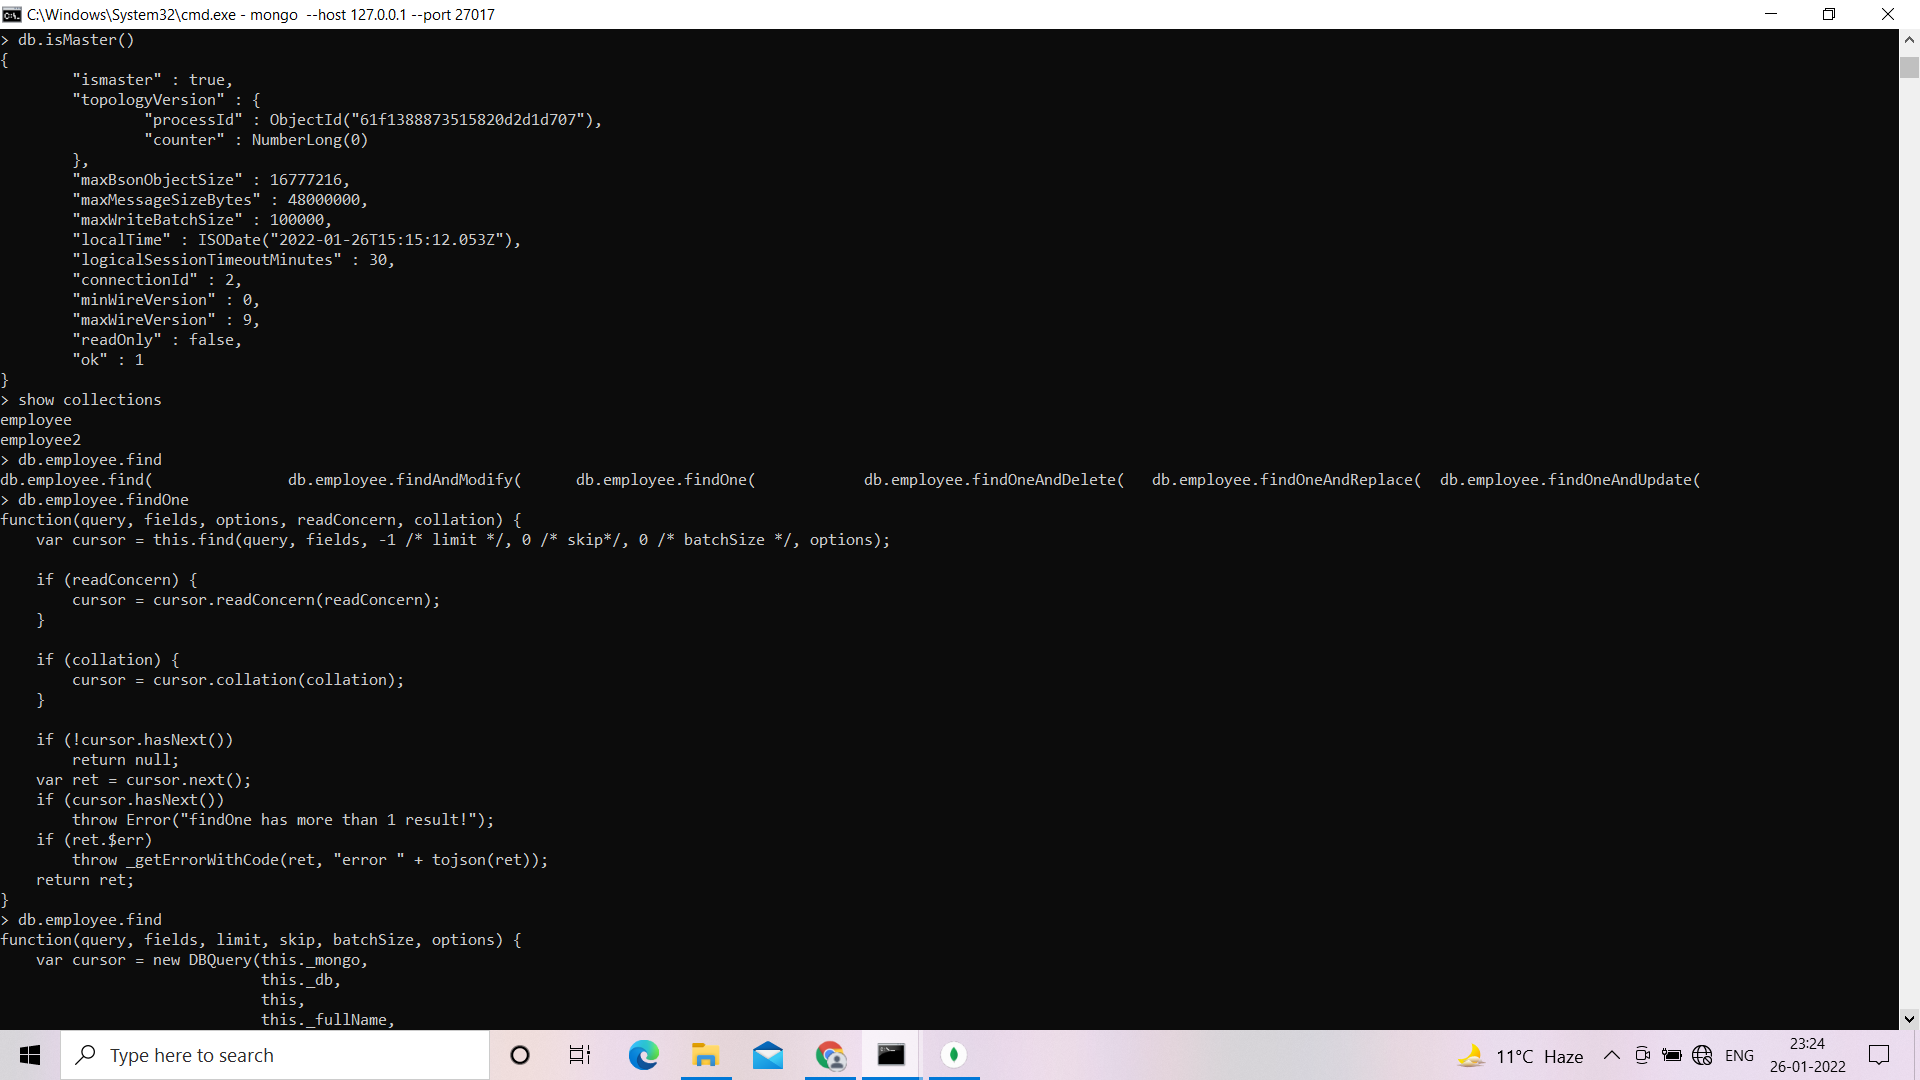 C:\Windows\System32\cmd.exe - mongo  --host 127.0.0.1 --port 27017
> db.isMaster()
{
        "ismaster" : true,
        "topologyVersion" : {
                "processId" : ObjectId("61f1388873515820d2d1d707"),
                "counter" : NumberLong(0)
        },
        "maxBsonObjectSize" : 16777216,
        "maxMessageSizeBytes" : 48000000,
        "maxWriteBatchSize" : 100000,
        "localTime" : ISODate("2022-01-26T15:15:12.053Z"),
        "logicalSessionTimeoutMinutes" : 30,
        "connectionId" : 2,
        "minWireVersion" : 0,
        "maxWireVersion" : 9,
        "readOnly" : false,
        "ok" : 1
}
> show collections
employee
employee2
> db.employee.find
db.employee.find(               db.employee.findAndModify(      db.employee.findOne(            db.employee.findOneAndDelete(   db.employee.findOneAndReplace(  db.employee.findOneAndUpdate(
> db.employee.findOne
function(query, fields, options, readConcern, collation) {
    var cursor = this.find(query, fields, -1 /* limit */, 0 /* skip*/, 0 /* batchSize */, options);
    if (readConcern) {
        cursor = cursor.readConcern(readConcern);
    }
    if (collation) {
        cursor = cursor.collation(collation);
    }
    if (!cursor.hasNext())
        return null;
    var ret = cursor.next();
    if (cursor.hasNext())
        throw Error("findOne has more than 1 result!");
    if (ret.$err)
        throw _getErrorWithCode(ret, "error " + tojson(ret));
    return ret;
}
> db.employee.find
function(query, fields, limit, skip, batchSize, options) {
    var cursor = new DBQuery(this._mongo,
                             this._db,
                             this,
                             this._fullName,
Type here to search
11°C  Haze
ENG
23:24
26-01-2022